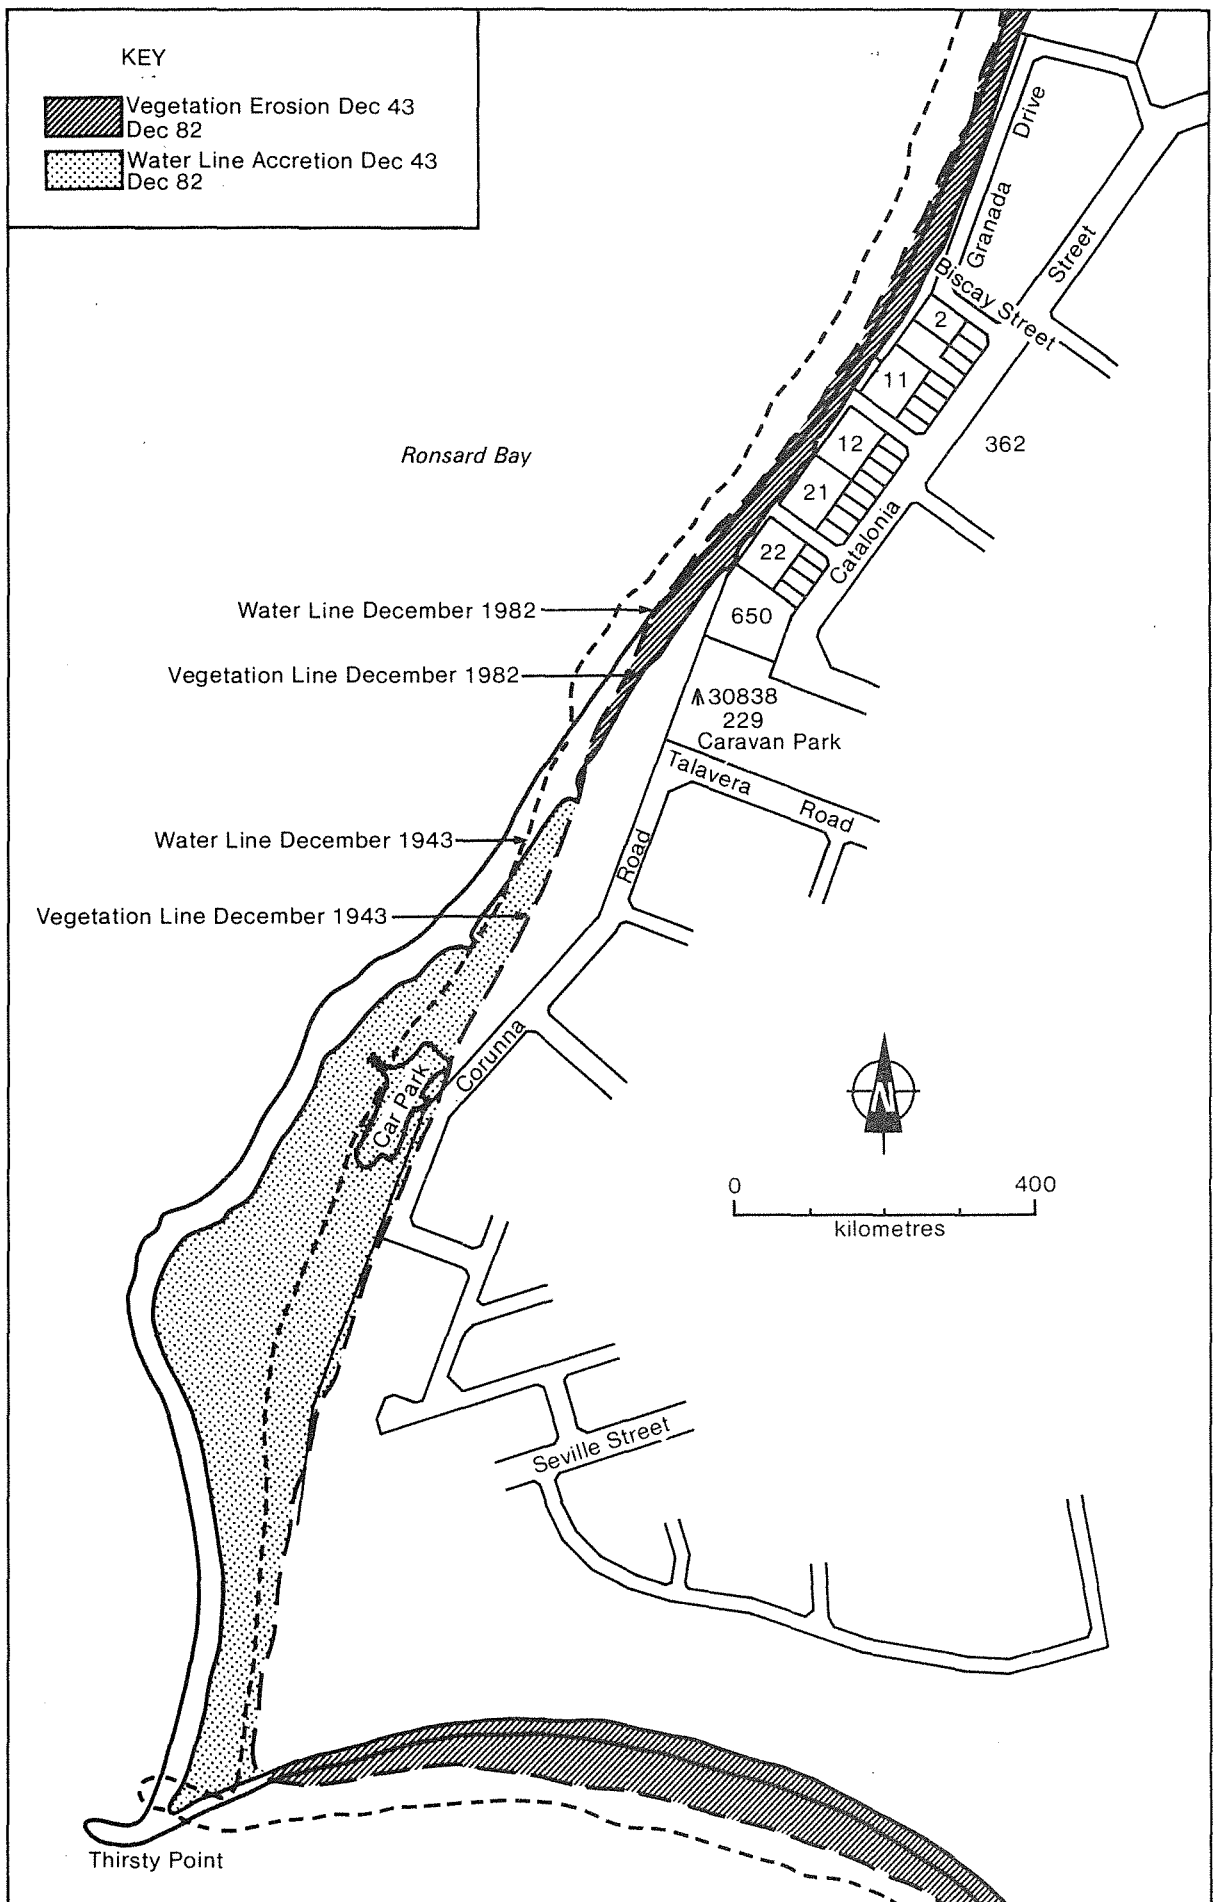 KEY
Vegetation Erosion Dec 43
Dec 82
Water Line Accretion Dec 43
Dec 82
Drive
Granada
Street
Biscay Street
2
11
Ronsard Bay
12
362
21
22
Catalonia
Water Line December 1982
650
Vegetation Line December 1982
30838
229
Caravan Park
Talavera Road
Water Line December 1943
Road
Vegetation Line December 1943
Corunna
Car Park
N
0 400
kilometres
Seville Street
Thirsty Point